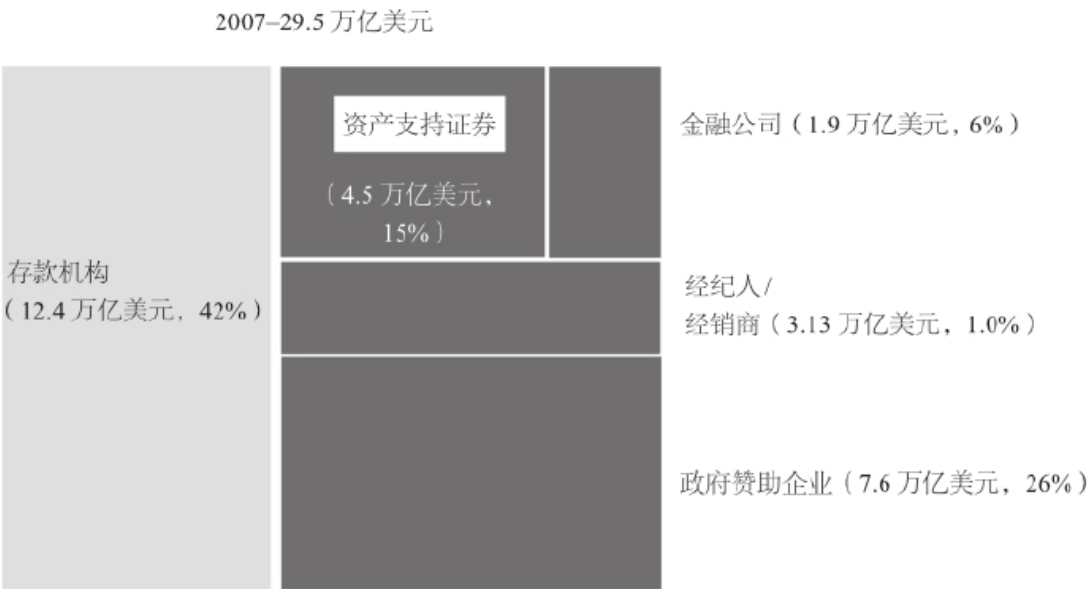 2007–29.5 万亿美元
资产支持证券
（4.5 万亿美元，
15%）
金融公司（1.9 万亿美元，6%）
存款机构
（12.4 万亿美元，42%）
经纪人/
经销商（3.13 万亿美元，1.0%）
政府赞助企业（7.6 万亿美元，26%）